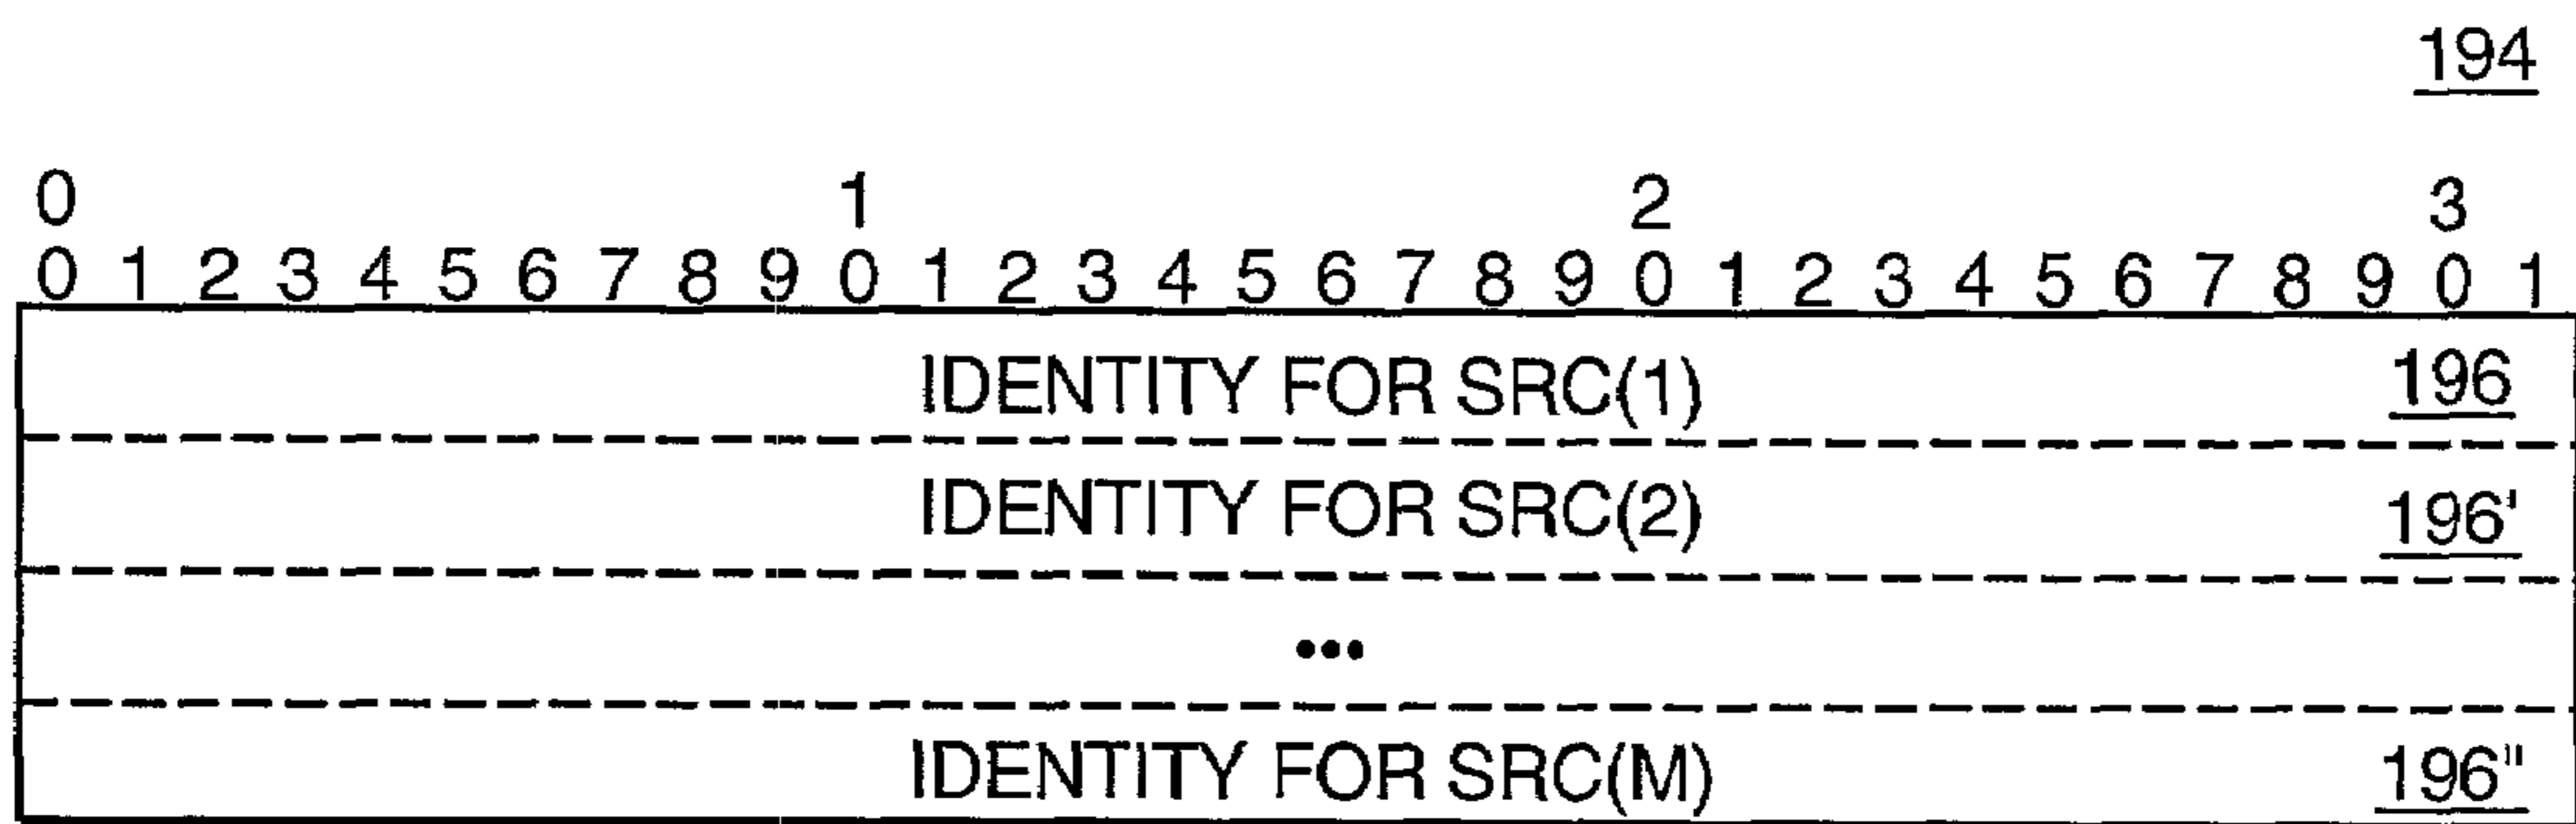 194
0 1 2 3
0 1 2 3 4 5 6 7 8 9 0 1 2 3 4 5 6 7 8 9 0 1 2 3 4 5 6 7 8 9 0 1
IDENTITY FOR SRC(1) 196
IDENTITY FOR SRC(2) 196'
•••
IDENTITY FOR SRC(M) 196"